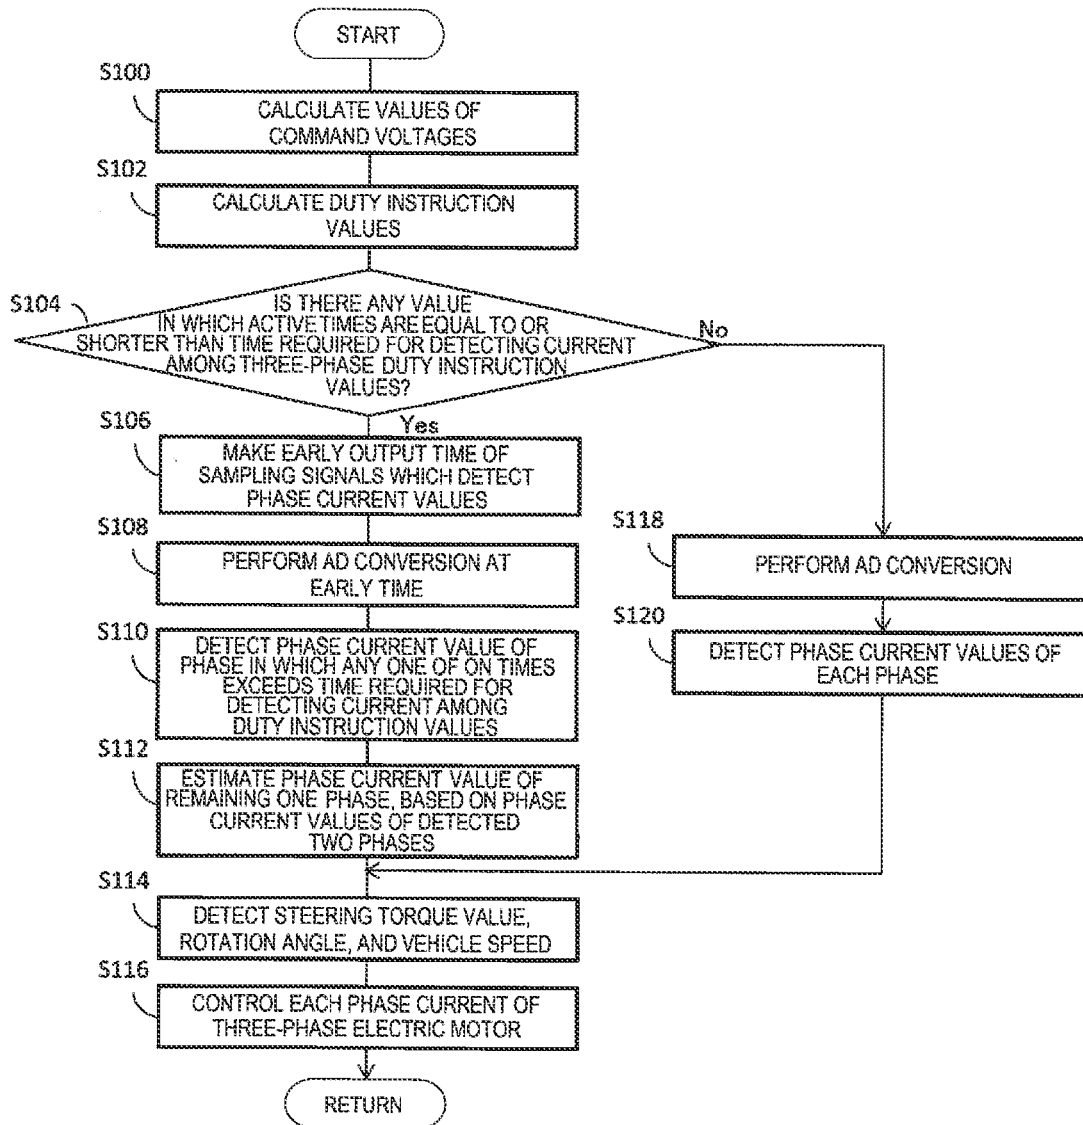 START
S100
CALCULATE VALUES OF
COMMAND VOLTAGES
S102
CALCULATE DUTY INSTRUCTION
VALUES
S104
IS THERE ANY VALUE
IN WHICH ACTIVE TIMES ARE EQUAL TO OR
SHORTER THAN TIME REQUIRED FOR DETECTING CURRENT
AMONG THREE-PHASE DUTY INSTRUCTION
VALUES?
No
Yes
S106
MAKE EARLY OUTPUT TIME OF
SAMPLING SIGNALS WHICH DETECT
PHASE CURRENT VALUES
S108
PERFORM AD CONVERSION AT
EARLY TIME
S110
DETECT PHASE CURRENT VALUE OF
PHASE IN WHICH ANY ONE OF ON TIMES
EXCEEDS TIME REQUIRED FOR
DETECTING CURRENT AMONG
DUTY INSTRUCTION VALUES
S112
ESTIMATE PHASE CURRENT VALUE OF
REMAINING ONE PHASE, BASED ON PHASE
CURRENT VALUES OF DETECTED
TWO PHASES
S118
PERFORM AD CONVERSION
S120
DETECT PHASE CURRENT VALUES OF
EACH PHASE
S114
DETECT STEERING TORQUE VALUE,
ROTATION ANGLE, AND VEHICLE SPEED
S116
CONTROL EACH PHASE CURRENT OF
THREE-PHASE ELECTRIC MOTOR
RETURN